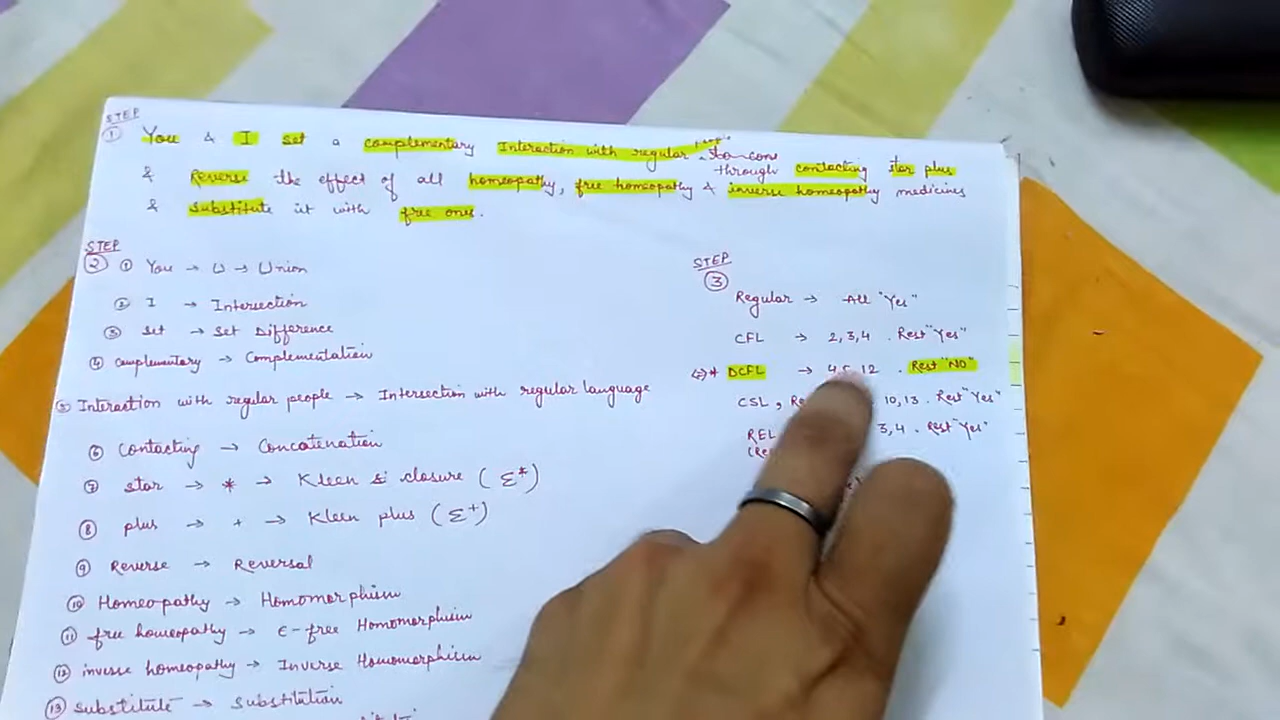 STEP
① You & I set a complementary Interaction with regular people
through contacting star plus
& Reverse the effect of all homeopathy, free homeopathy & inverse homeopathy medicines
& substitute it with free ones.
STEP
② ① You → U → Union
② I → Intersection
③ set → Set Difference
④ complementary → Complementation
⑤ Interaction with regular people → Intersection with regular language
⑥ Contacting → Concatenation
⑦ star → * → Kleen closure (Σ*)
⑧ plus → + → Kleen plus (Σ+)
⑨ Reverse → Reversal
⑩ Homeopathy → Homomorphism
⑪ free homeopathy → ε-free Homomorphism
⑫ inverse homeopathy → Inverse Homomorphism
⑬ Substitute → Substitution
STEP
③
Regular → All "Yes"
CFL → 2,3,4 . Rest "Yes"
* DCFL → 4,5,12 . Rest "NO"
CSL, Re 10,13 . Rest "Yes"
REL 3,4 . Rest "Yes"